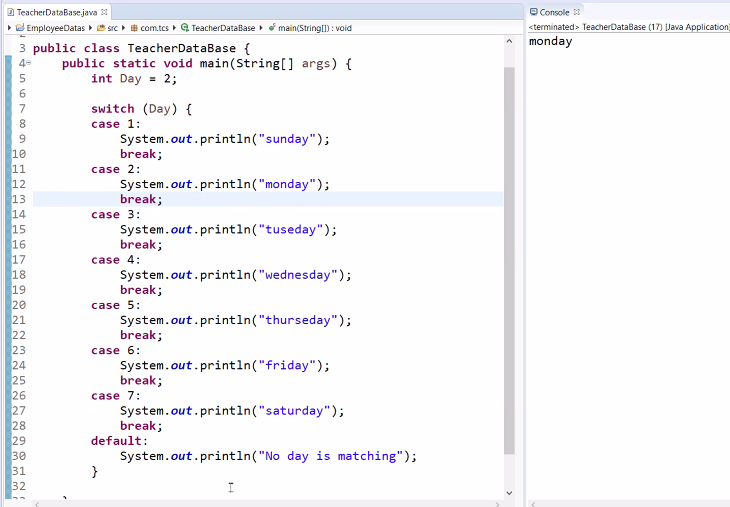 TeacherDataBase.java
EmployeeDatas src com.tcs TeacherDataBase main(String[]) : void
3 public class TeacherDataBase {
4 public static void main(String[] args) {
5 int Day = 2;
6
7 switch (Day) {
8 case 1:
9 System.out.println("sunday");
10 break;
11 case 2:
12 System.out.println("monday");
13 break;
14 case 3:
15 System.out.println("tuseday");
16 break;
17 case 4:
18 System.out.println("wednesday");
19 break;
20 case 5:
21 System.out.println("thurseday");
22 break;
23 case 6:
24 System.out.println("friday");
25 break;
26 case 7:
27 System.out.println("saturday");
28 break;
29 default:
30 System.out.println("No day is matching");
31 }
32
Console
<terminated> TeacherDataBase (17) [Java Application]
monday